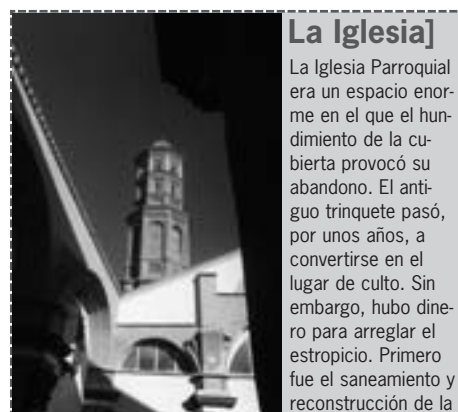 La Iglesia]
La Iglesia Parroquial
era un espacio enor-
me en el que el hun-
dimiento de la cu-
bierta provocó su
abandono. El anti-
guo trinquete pasó,
por unos años, a
convertirse en el
lugar de culto. Sin
embargo, hubo dine-
ro para arreglar el
estropicio. Primero
fue el saneamiento y
reconstrucción de la